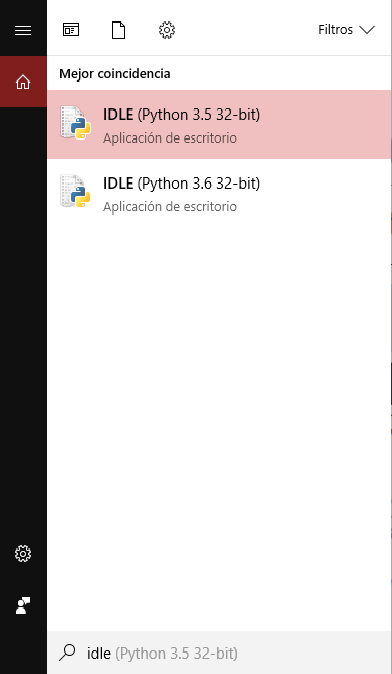 Filtros
Mejor coincidencia
IDLE (Python 3.5 32-bit)
Aplicación de escritorio
IDLE (Python 3.6 32-bit)
Aplicación de escritorio
idle (Python 3.5 32-bit)